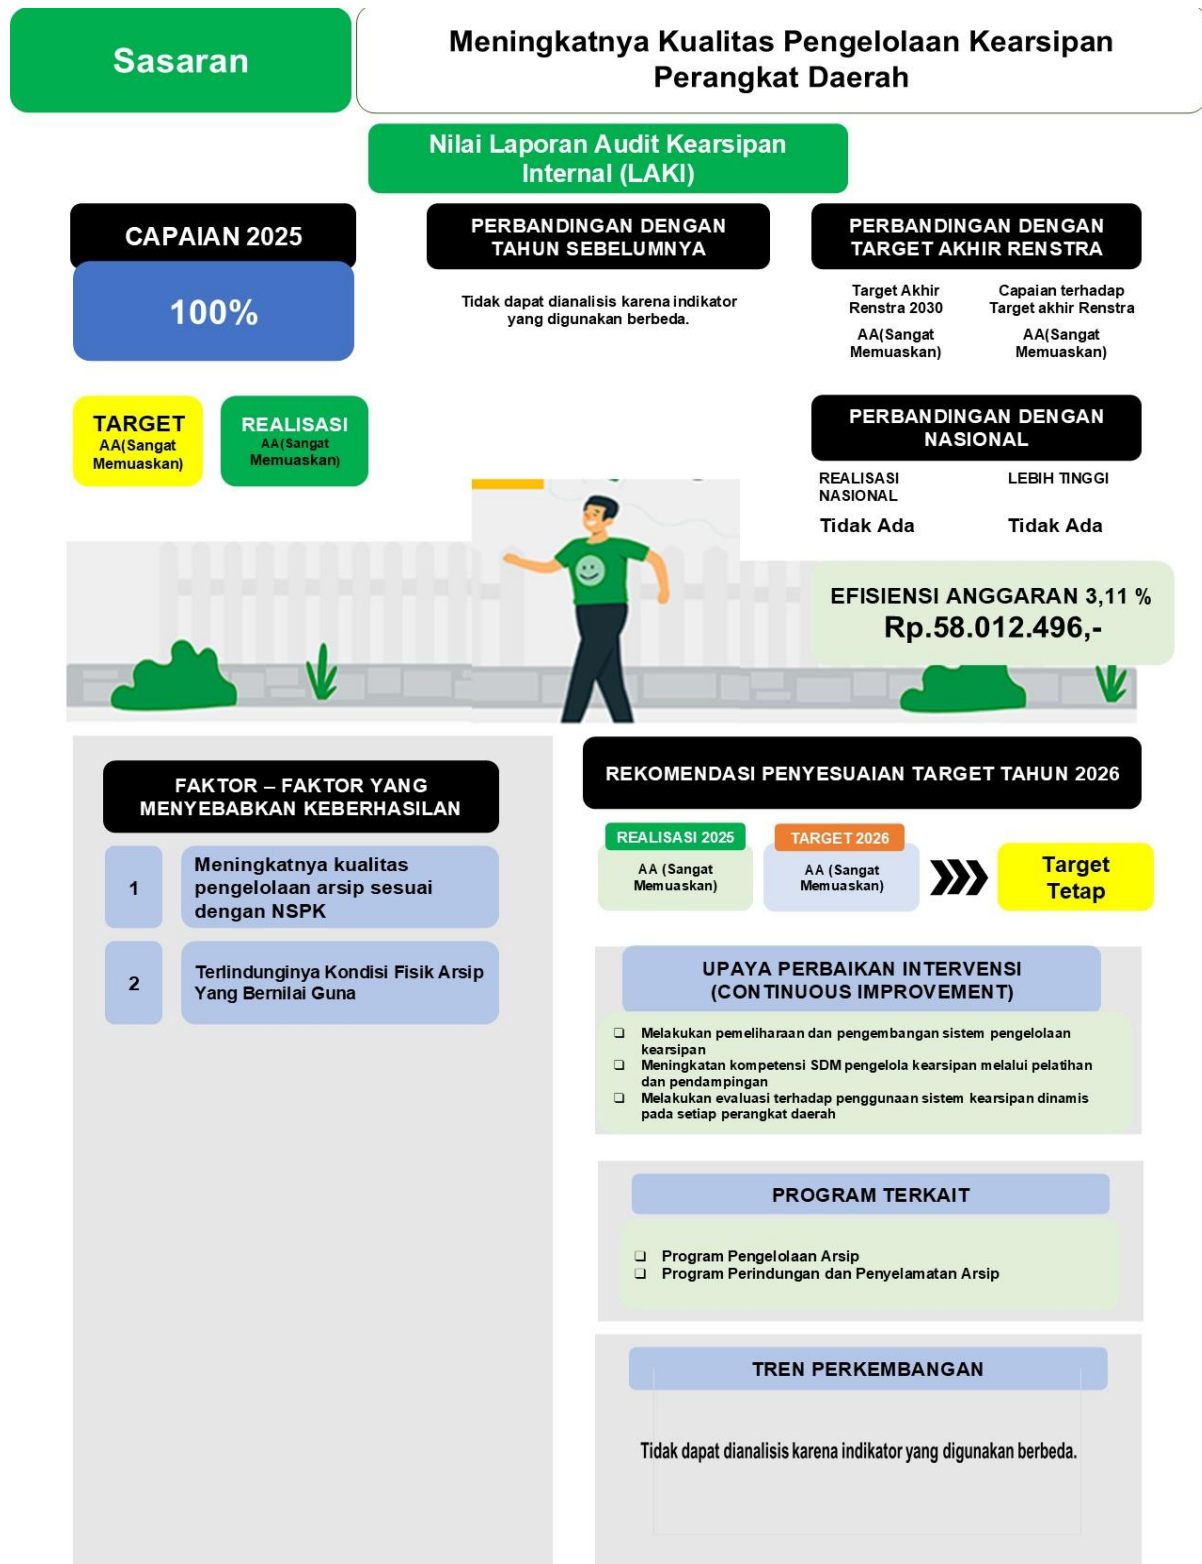 Sasaran
Meningkatnya Kualitas Pengelolaan Kearsipan
Perangkat Daerah
Nilai Laporan Audit Kearsipan
Internal (LAKI)
CAPAIAN 2025
100%
TARGET
AA(Sangat
Memuaskan)
REALISASI
AA(Sangat
Memuaskan)
PERBANDINGAN DENGAN
TAHUN SEBELUMNYA
Tidak dapat dianalisis karena indikator
yang digunakan berbeda.
PERBANDINGAN DENGAN
TARGET AKHIR RENSTRA
Target Akhir
Renstra 2030
AA(Sangat
Memuaskan)
Capaian terhadap
Target akhir Renstra
AA(Sangat
Memuaskan)
PERBANDINGAN DENGAN
NASIONAL
REALISASI
NASIONAL
Tidak Ada
LEBIH TINGGI
Tidak Ada
EFISIENSI ANGGARAN 3,11 %
Rp.58.012.496,-
FAKTOR – FAKTOR YANG
MENYEBABKAN KEBERHASILAN
1
Meningkatnya kualitas
pengelolaan arsip sesuai
dengan NSPK
2
Terlindunginya Kondisi Fisik Arsip
Yang Bernilai Guna
REKOMENDASI PENYESUAIAN TARGET TAHUN 2026
REALISASI 2025
AA (Sangat
Memuaskan)
TARGET 2026
AA (Sangat
Memuaskan)
Target
Tetap
UPAYA PERBAIKAN INTERVENSI
(CONTINUOUS IMPROVEMENT)
❑ Melakukan pemeliharaan dan pengembangan sistem pengelolaan
kearsipan
❑ Meningkatan kompetensi SDM pengelola kearsipan melalui pelatihan
dan pendampingan
❑ Melakukan evaluasi terhadap penggunaan sistem kearsipan dinamis
pada setiap perangkat daerah
PROGRAM TERKAIT
❑ Program Pengelolaan Arsip
❑ Program Perindungan dan Penyelamatan Arsip
TREN PERKEMBANGAN
Tidak dapat dianalisis karena indikator yang digunakan berbeda.